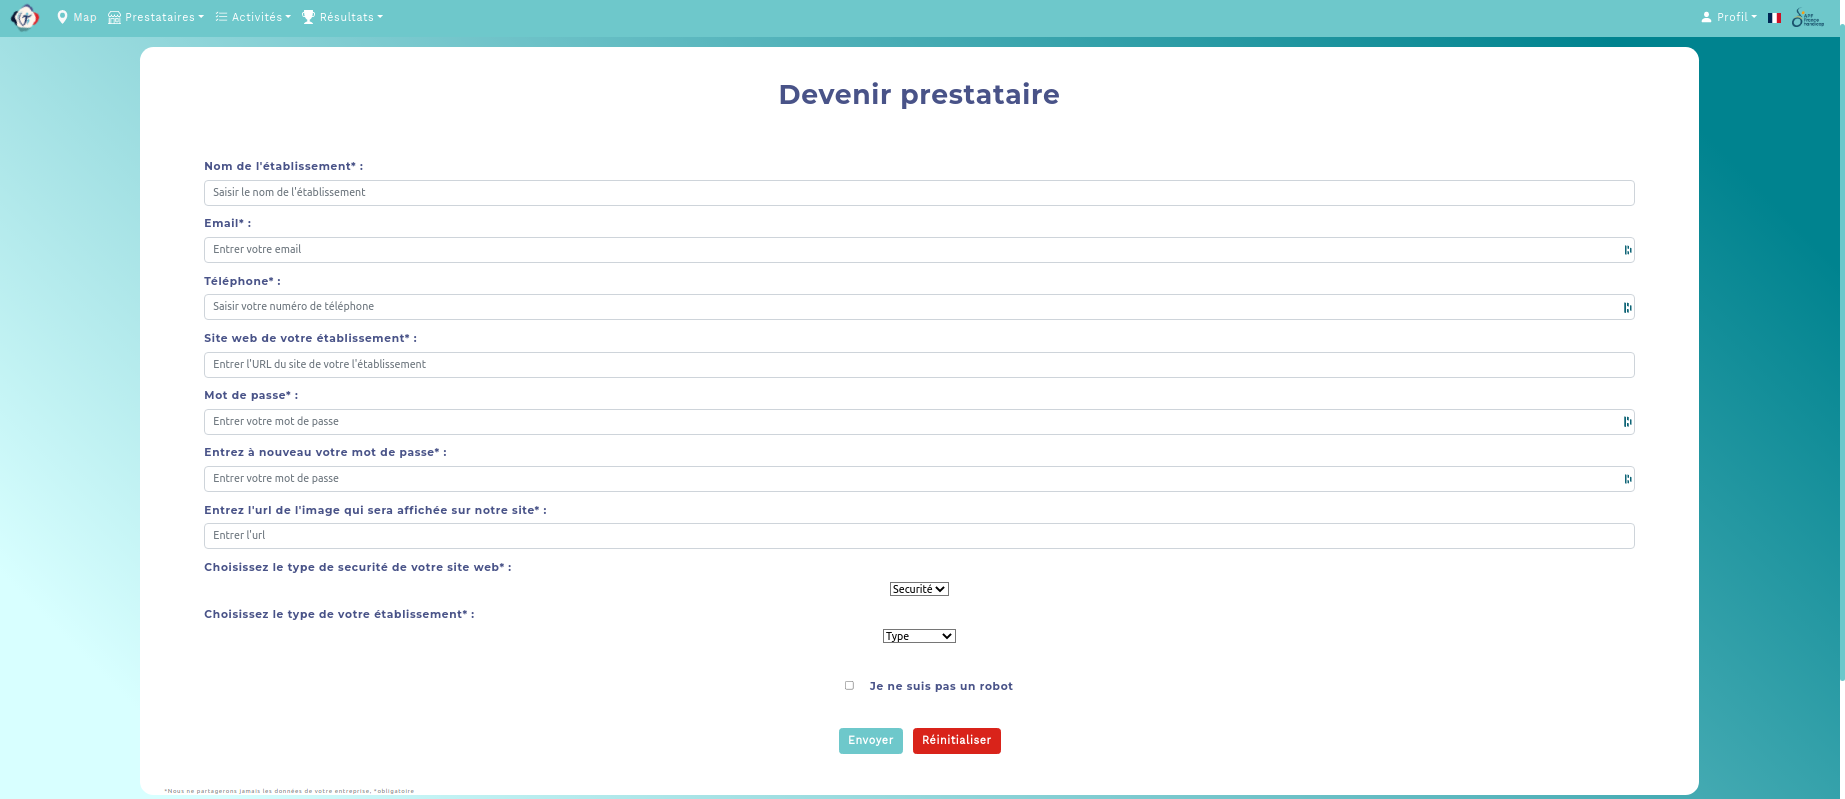 Map Prestataires Activités Résultats Profil
Devenir prestataire
Nom de l'établissement* :
Saisir le nom de l'établissement
Email* :
Entrer votre email
Téléphone* :
Saisir votre numéro de téléphone
Site web de votre établissement* :
Entrer l'URL du site de votre l'établissement
Mot de passe* :
Entrer votre mot de passe
Entrez à nouveau votre mot de passe* :
Entrer votre mot de passe
Entrez l'url de l'image qui sera affichée sur notre site* :
Entrer l'url
Choisissez le type de securité de votre site web* :
Securité
Choisissez le type de votre établissement* :
Type
Je ne suis pas un robot
Envoyer Réinitialiser
*Nous ne partagerons jamais les données de votre entreprise, *obligatoire